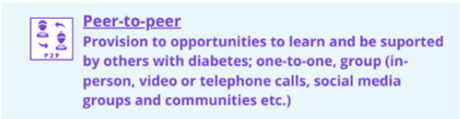 Peer-to-peer
Provision to opportunities to learn and be suported
by others with diabetes; one-to-one, group (in-
person, video or telephone calls, social media
groups and communities etc.)
P2P